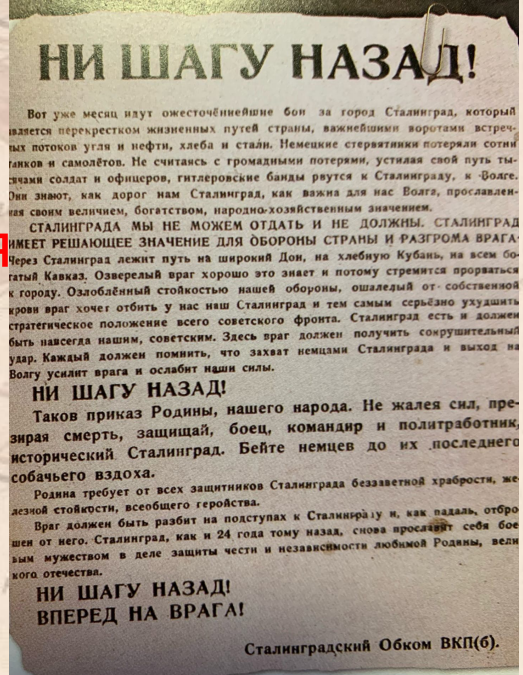 НИ ШАГУ НАЗАД!
Вот уже месяц идут ожесточённейшие бои за город Сталинград, который
является перекрестком жизненных путей страны, важнейшими воротами встреч-
ных потоков угля и нефти, хлеба и стали. Немецкие стервятники потеряли сотни
танков и самолётов. Не считаясь с громадными потерями, устилая свой путь ты-
сячами солдат и офицеров, гитлеровские банды рвутся к Сталинграду, к Волге.
Они знают, как дорог нам Сталинград, как важна для нас Волга, прославлен-
ная своим величием, богатством, народно-хозяйственным значением.
СТАЛИНГРАДА МЫ НЕ МОЖЕМ ОТДАТЬ И НЕ ДОЛЖНЫ. СТАЛИНГРАД
ИМЕЕТ РЕШАЮЩЕЕ ЗНАЧЕНИЕ ДЛЯ ОБОРОНЫ СТРАНЫ И РАЗГРОМА ВРАГА.
Через Сталинград лежит путь на широкий Дон, на хлебную Кубань, на всем бо-
гатый Кавказ. Озверелый враг хорошо это знает и потому стремится прорваться
к городу. Озлоблённый стойкостью нашей обороны, ошалелый от собственной
крови враг хочет отбить у нас наш Сталинград и тем самым серьёзно ухудшить
стратегическое положение всего советского фронта. Сталинград есть и должен
быть навсегда нашим, советским. Здесь враг должен получить сокрушительный
удар. Каждый должен помнить, что захват немцами Сталинграда и выход на
Волгу усилит врага и ослабит наши силы.
НИ ШАГУ НАЗАД!
Таков приказ Родины, нашего народа. Не жалея сил, пре-
зирая смерть, защищай, боец, командир и политработник,
исторический Сталинград. Бейте немцев до их последнего
собачьего вздоха.
Родина требует от всех защитников Сталинграда беззаветной храбрости, же-
лезной стойкости, всеобщего геройства.
Враг должен быть разбит на подступах к Сталинграду и, как падаль, отбро
шен от него. Сталинград, как и 24 года тому назад, снова прославит себя бое
вым мужеством в деле защиты чести и независимости любимой Родины, вели
кого отечества.
НИ ШАГУ НАЗАД!
ВПЕРЕД НА ВРАГА!
Сталинградский Обком ВКП(б).